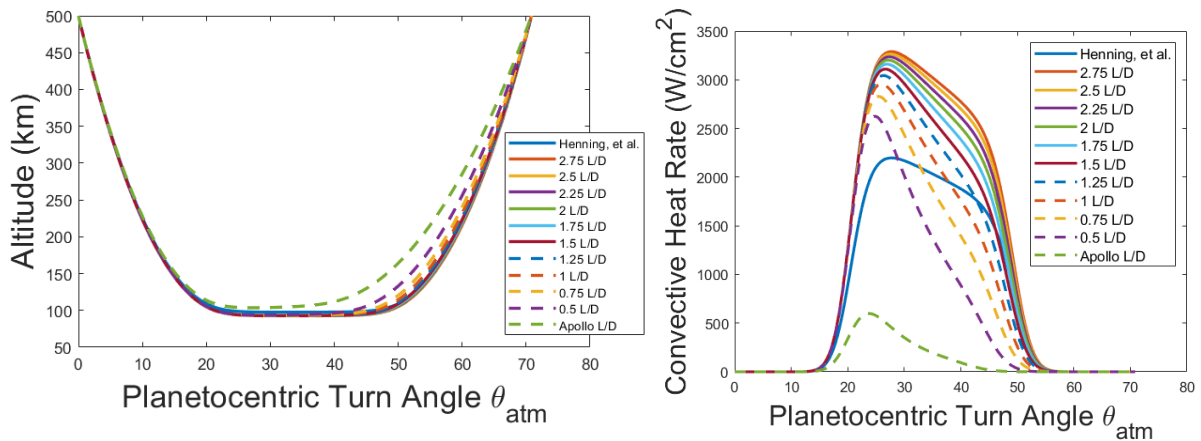 500
450
400
350
300
250
200
150
100
50
Altitude (km)
0 10 20 30 40 50 60 70 80
Planetocentric Turn Angle θatm
Henning, et al.
2.75 L/D
2.5 L/D
2.25 L/D
2 L/D
1.75 L/D
1.5 L/D
1.25 L/D
1 L/D
0.75 L/D
0.5 L/D
Apollo L/D
Convective Heat Rate (W/cm2)
3500
3000
2500
2000
1500
1000
500
0
0 10 20 30 40 50 60 70 80
Planetocentric Turn Angle θatm
Henning, et al.
2.75 L/D
2.5 L/D
2.25 L/D
2 L/D
1.75 L/D
1.5 L/D
1.25 L/D
1 L/D
0.75 L/D
0.5 L/D
Apollo L/D